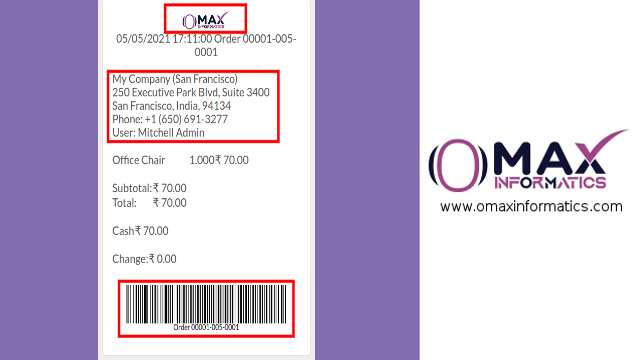 OMAX
INFORMATICS
05/05/2021 17:11:00 Order 00001-005-
0001
My Company (San Francisco)
250 Executive Park Blvd, Suite 3400
San Francisco, India, 94134
Phone: +1 (650) 691-3277
User: Mitchell Admin
Office Chair 1.000₹ 70.00
Subtotal:₹ 70.00
Total: ₹ 70.00
Cash₹ 70.00
Change:₹ 0.00
Order 00001-005-0001
OMAX
INFORMATICS
www.omaxinformatics.com